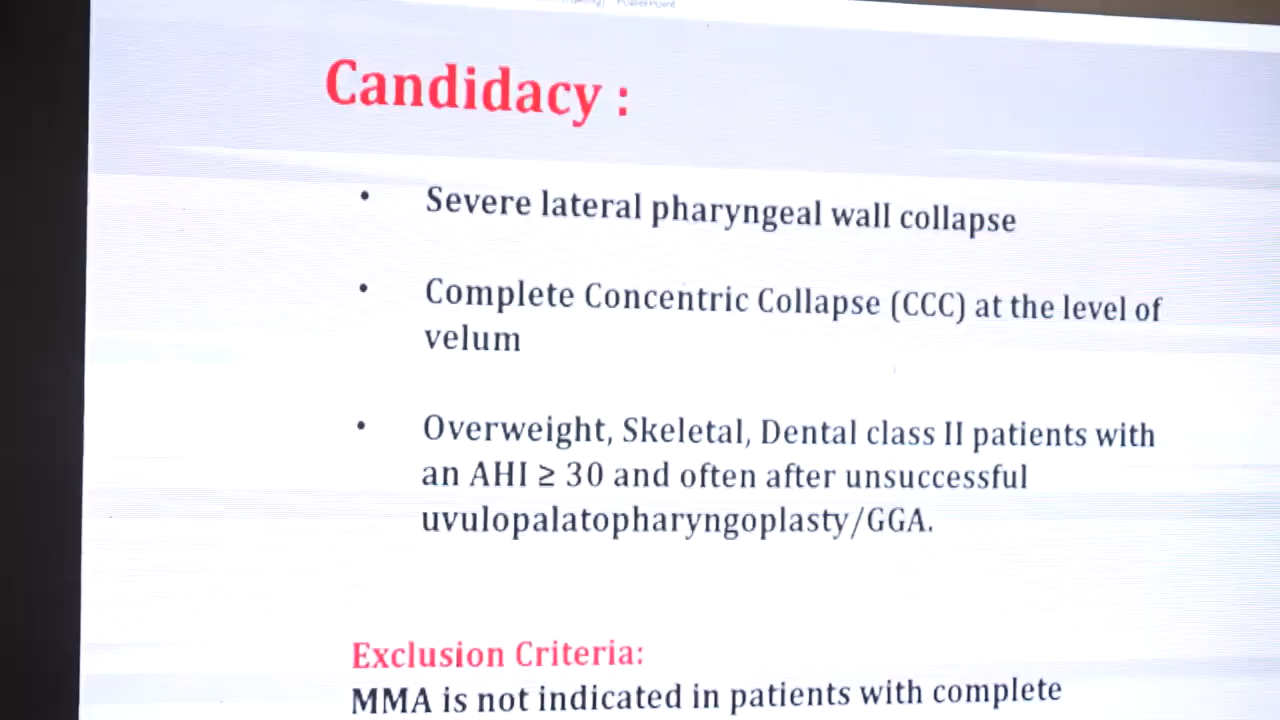 PowerPoint
Candidacy :
• Severe lateral pharyngeal wall collapse
• Complete Concentric Collapse (CCC) at the level of
velum
• Overweight, Skeletal, Dental class II patients with
an AHI ≥ 30 and often after unsuccessful
uvulopalatopharyngoplasty/GGA.
Exclusion Criteria:
MMA is not indicated in patients with complete